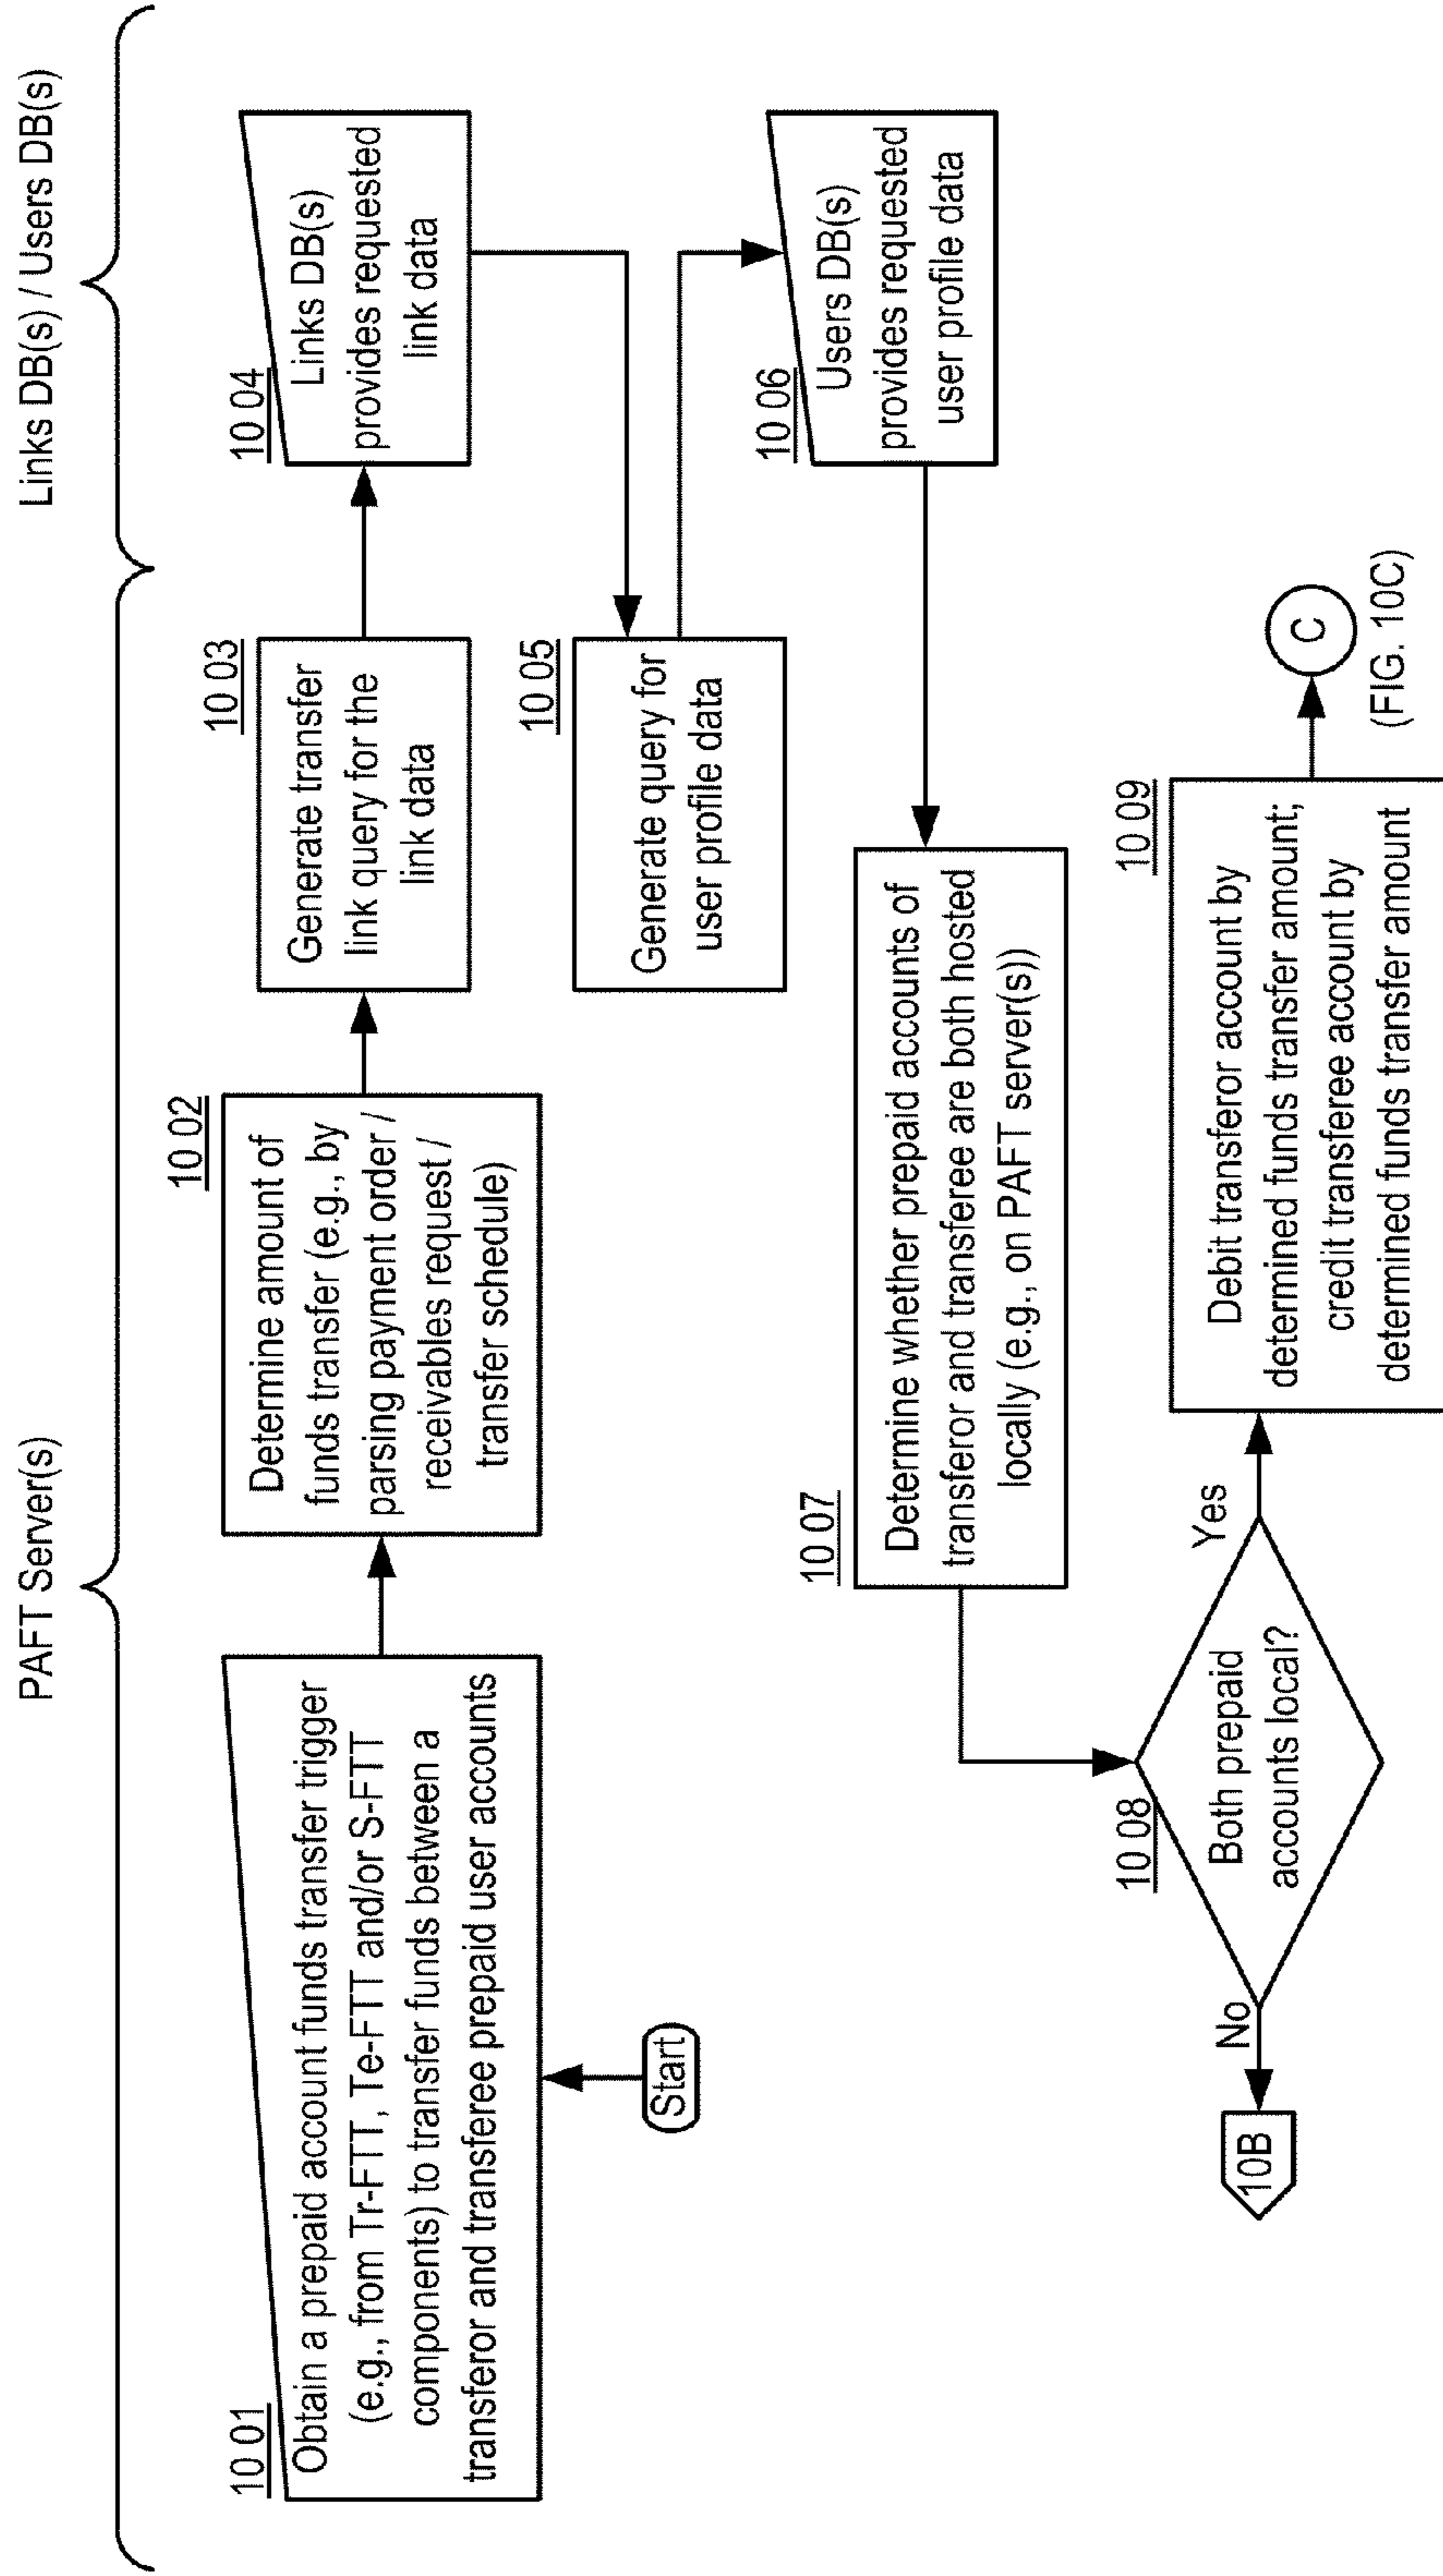 PAFT Server(s)
Links DB(s) / Users DB(s)
10 01
Obtain a prepaid account funds transfer trigger
(e.g., from Tr-FTT, Te-FTT and/or S-FTT
components) to transfer funds between a
transferor and transferee prepaid user accounts
Start
10 02
Determine amount of
funds transfer (e.g., by
parsing payment order /
receivables request /
transfer schedule)
10 03
Generate transfer
link query for the
link data
10 04
Links DB(s)
provides requested
link data
10 05
Generate query for
user profile data
10 06
Users DB(s)
provides requested
user profile data
10 07
Determine whether prepaid accounts of
transferor and transferee are both hosted
locally (e.g., on PAFT server(s))
10 08
Both prepaid
accounts local?
No
10B
Yes
10 09
Debit transferor account by
determined funds transfer amount;
credit transferee account by
determined funds transfer amount
C
(FIG. 10C)